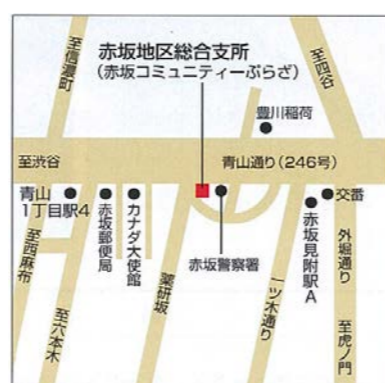 赤坂地区総合支所
(赤坂コミュニティーぷらざ)
至信濃町
至四谷
豊川稲荷
至渋谷
青山通り(246号)
青山
1丁目駅4
赤坂郵便局
カナダ大使館
赤坂警察署
赤坂見附駅A
交番
至西麻布
至六本木
薬研坂
一ツ木通り
外堀通り
至虎ノ門